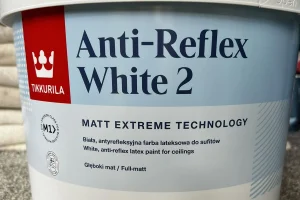 Anti-Reflex
White 2
TIKKURILA
MATT EXTREME TECHNOLOGY
Biała, antyrefleksyjna farba lateksowa do sufitów
White, anti-reflex latex paint for ceilings
M1
Głęboki mat / Full-matt